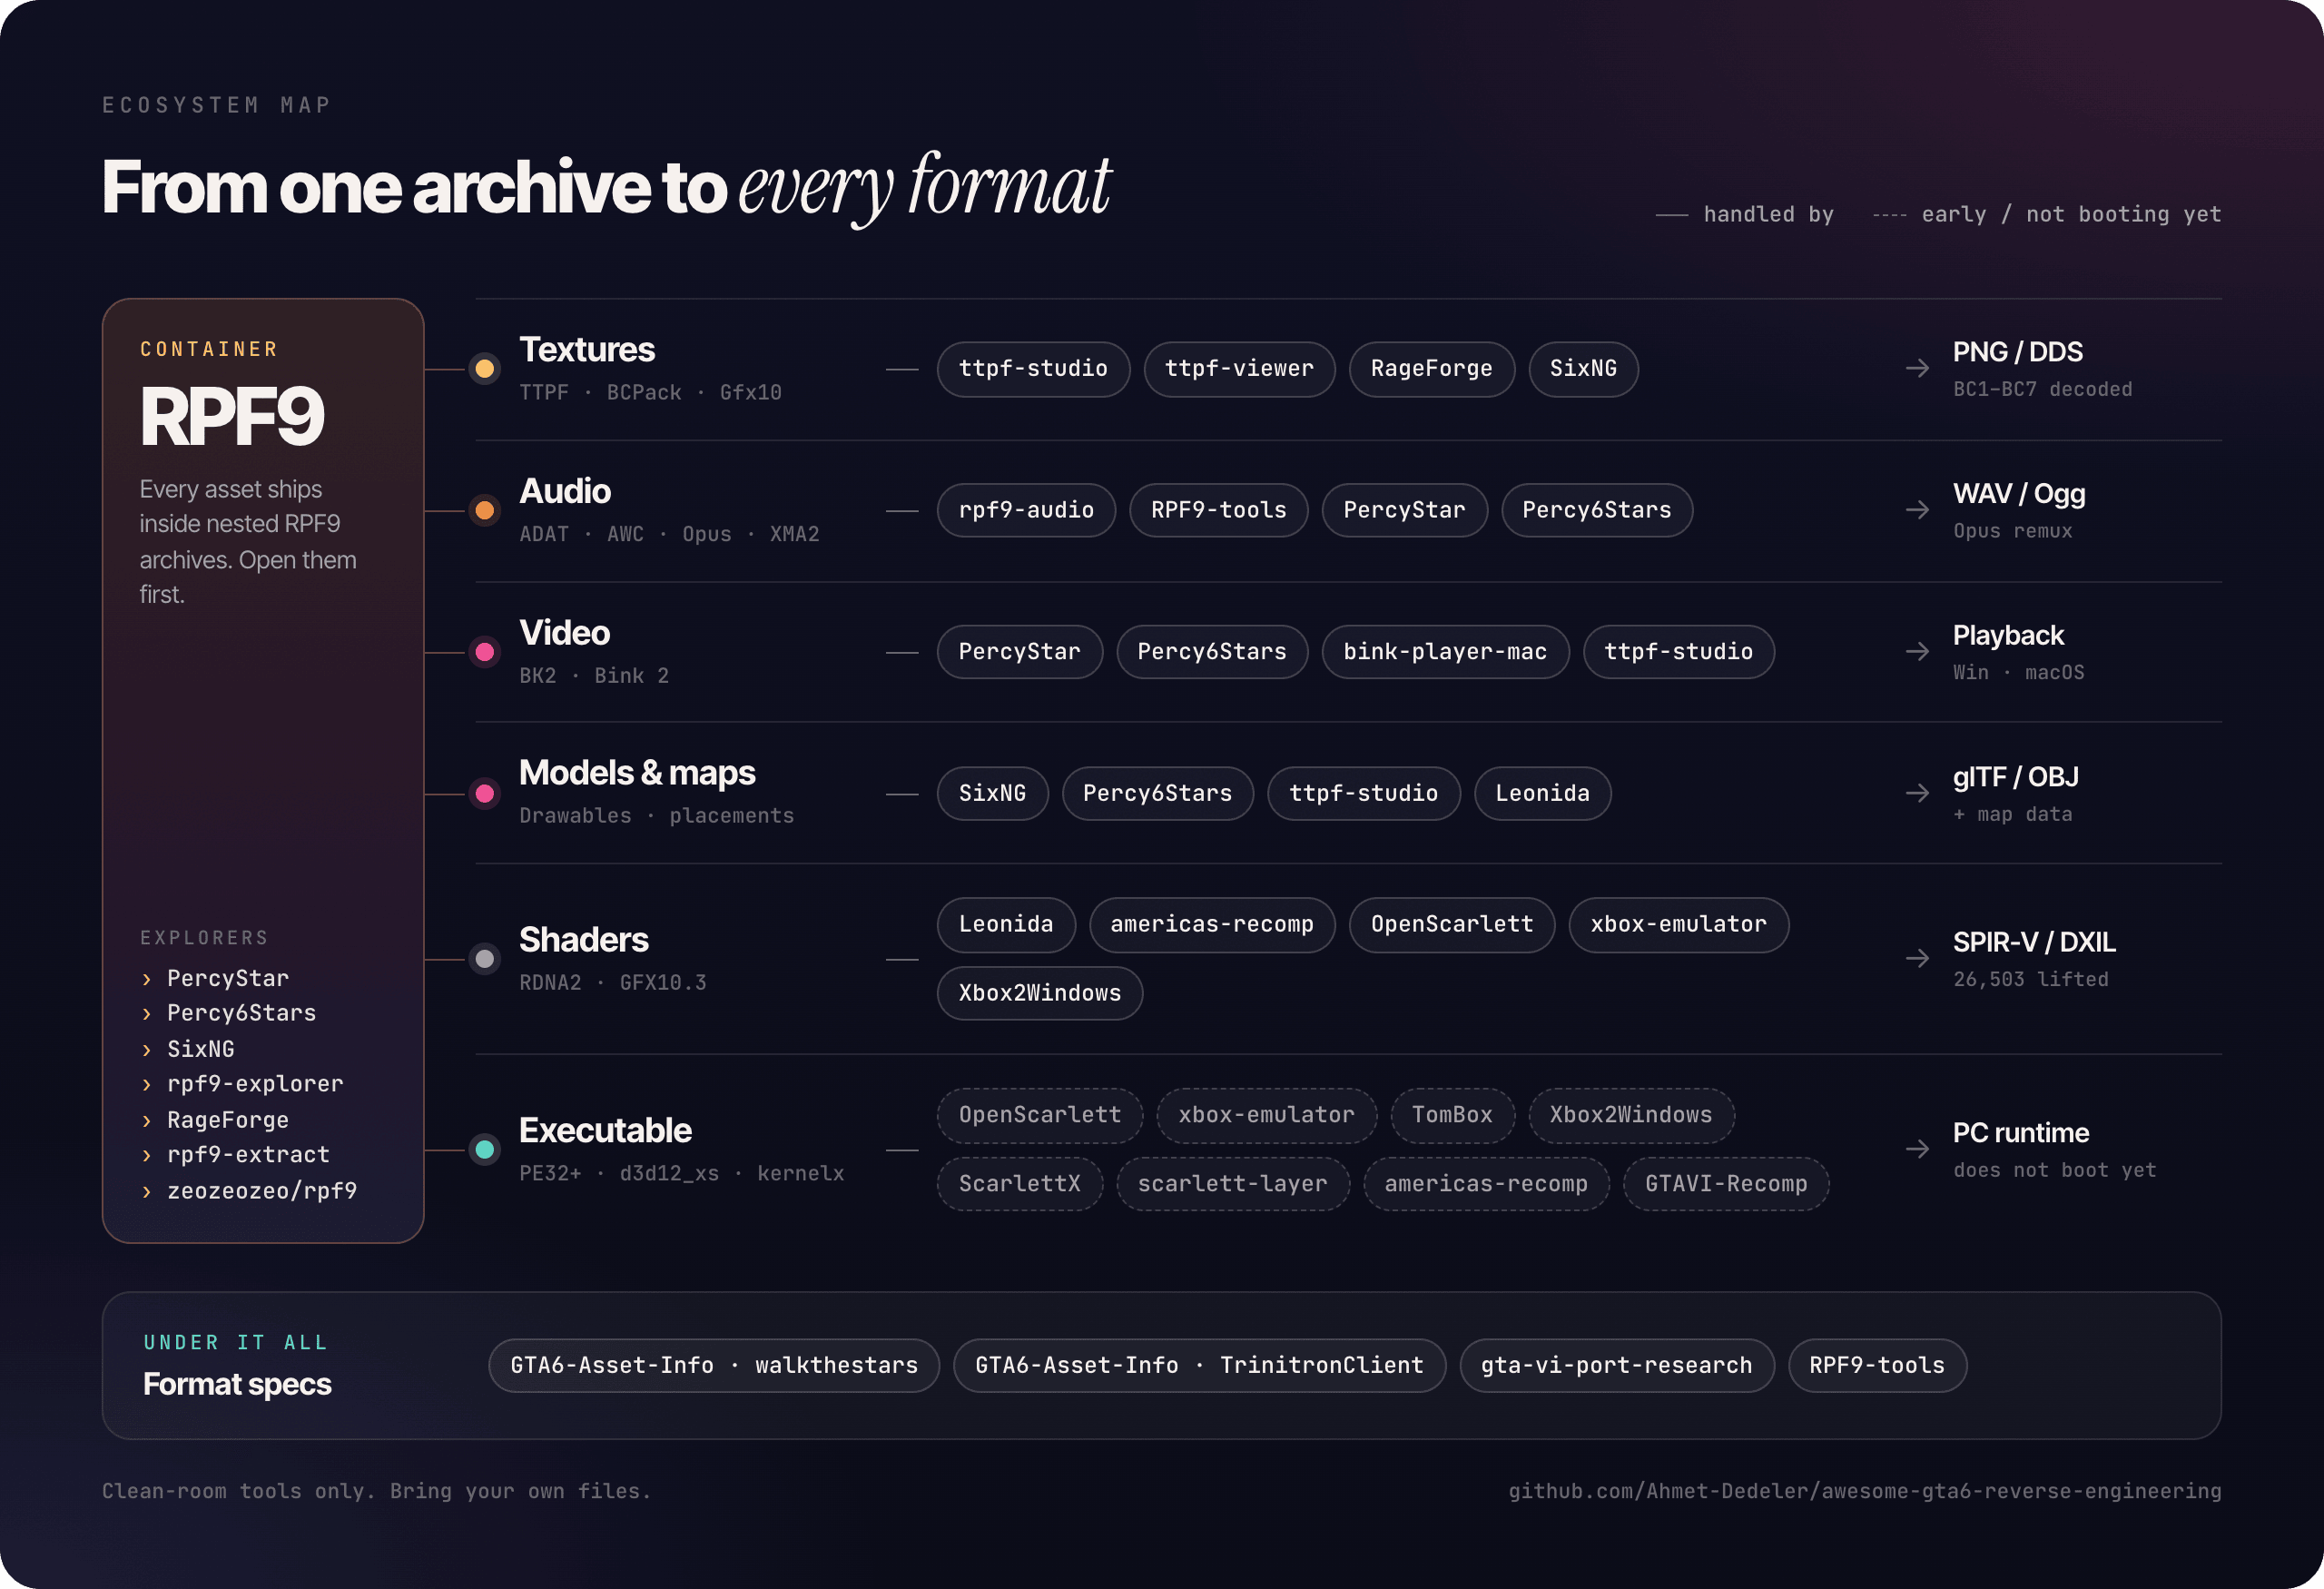 ECOSYSTEM MAP
From one archive to every format
handled by
early / not booting yet
CONTAINER
RPF9
Every asset ships
inside nested RPF9
archives. Open them
first.
EXPLORERS
› PercyStar
› Percy6Stars
› SixNG
› rpf9-explorer
› RageForge
› rpf9-extract
› zeozeozeo/rpf9
Textures
TTPF · BCPack · Gfx10
ttpf-studio
ttpf-viewer
RageForge
SixNG
→ PNG / DDS
BC1–BC7 decoded
Audio
ADAT · AWC · Opus · XMA2
rpf9-audio
RPF9-tools
PercyStar
Percy6Stars
→ WAV / Ogg
Opus remux
Video
BK2 · Bink 2
PercyStar
Percy6Stars
bink-player-mac
ttpf-studio
→ Playback
Win · macOS
Models & maps
Drawables · placements
SixNG
Percy6Stars
ttpf-studio
Leonida
→ glTF / OBJ
+ map data
Shaders
RDNA2 · GFX10.3
Leonida
americas-recomp
OpenScarlett
xbox-emulator
Xbox2Windows
→ SPIR-V / DXIL
26,503 lifted
Executable
PE32+ · d3d12_xs · kernelx
OpenScarlett
xbox-emulator
TomBox
Xbox2Windows
ScarlettX
scarlett-layer
americas-recomp
GTAVI-Recomp
→ PC runtime
does not boot yet
UNDER IT ALL
Format specs
GTA6-Asset-Info · walkthestars
GTA6-Asset-Info · TrinitronClient
gta-vi-port-research
RPF9-tools
Clean-room tools only. Bring your own files.
github.com/Ahmet-Dedeler/awesome-gta6-reverse-engineering